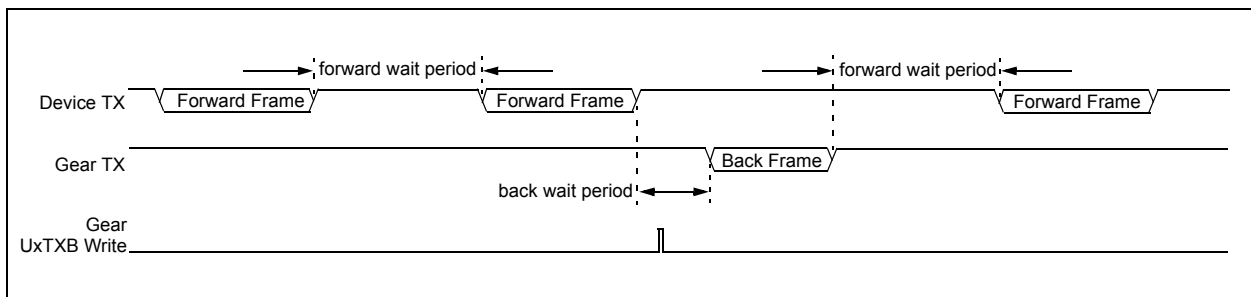 forward wait period
forward wait period
Device TX
Forward Frame
Forward Frame
Forward Frame
Gear TX
Back Frame
back wait period
Gear
UxTXB Write